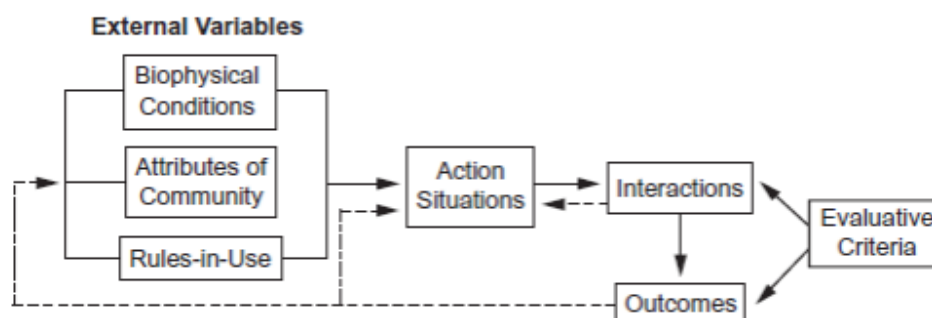 External Variables
Biophysical
Conditions
Attributes of
Community
Rules-in-Use
Action
Situations
Interactions
Outcomes
Evaluative
Criteria